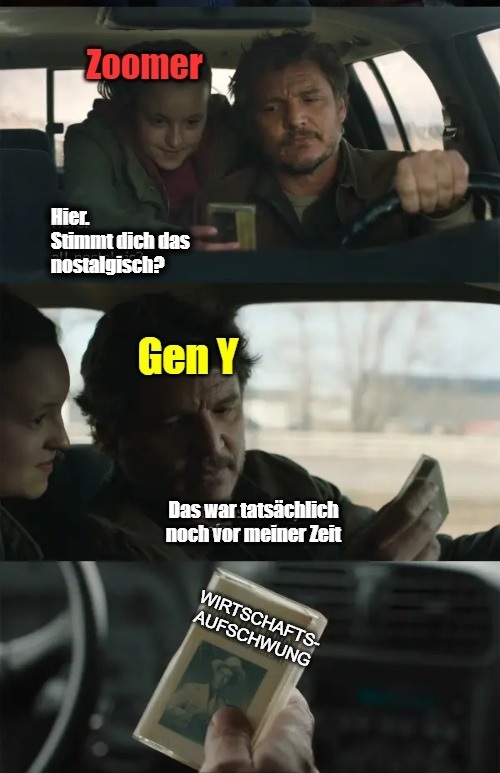 Zoomer
Hier.
Stimmt dich das
nostalgisch?
Gen Y
Das war tatsächlich
noch vor meiner Zeit
WIRTSCHAFTS-
AUFSCHWUNG